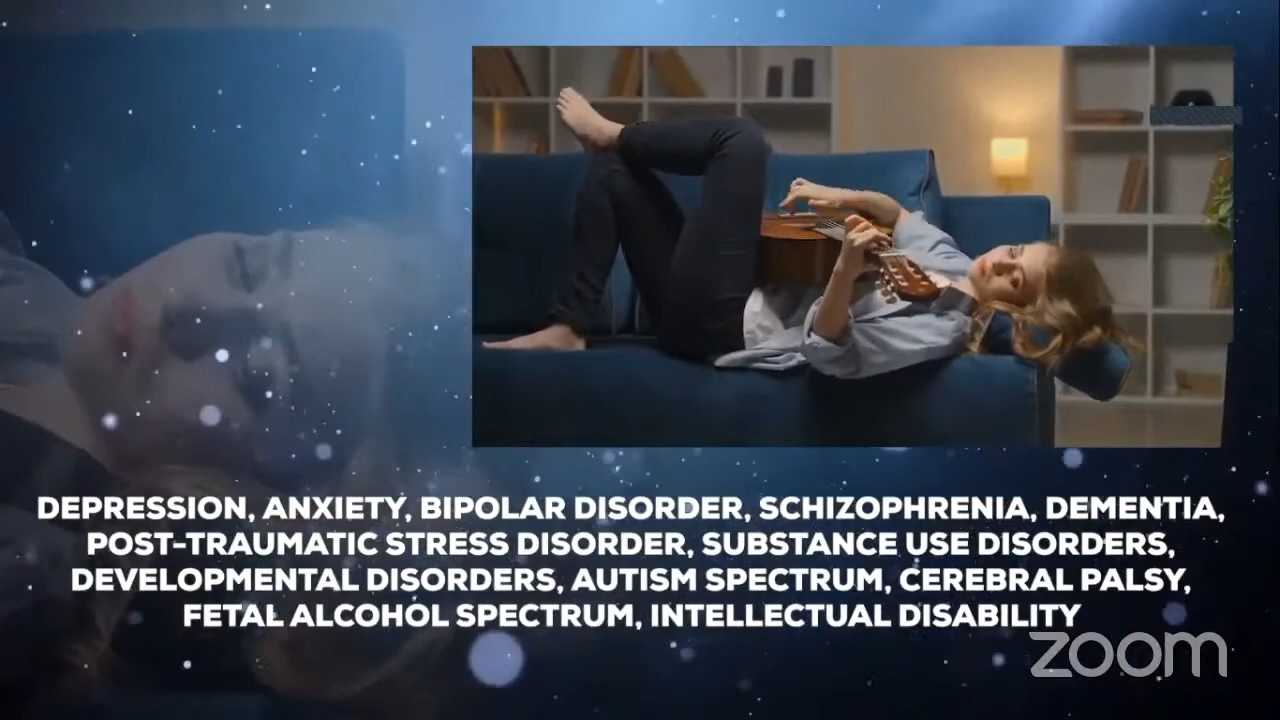 DEPRESSION, ANXIETY, BIPOLAR DISORDER, SCHIZOPHRENIA, DEMENTIA,
POST-TRAUMATIC STRESS DISORDER, SUBSTANCE USE DISORDERS,
DEVELOPMENTAL DISORDERS, AUTISM SPECTRUM, CEREBRAL PALSY,
FETAL ALCOHOL SPECTRUM, INTELLECTUAL DISABILITY
zoom